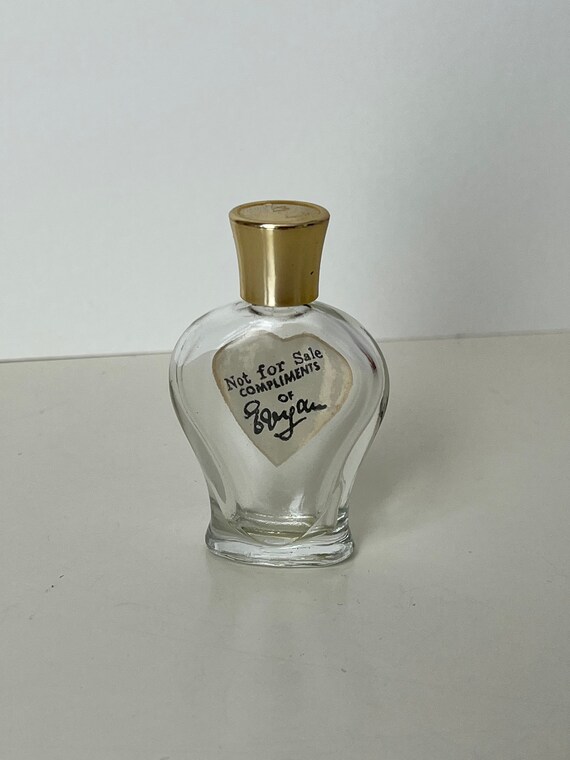 Not for Sale
COMPLIMENTS
OF
Evyan